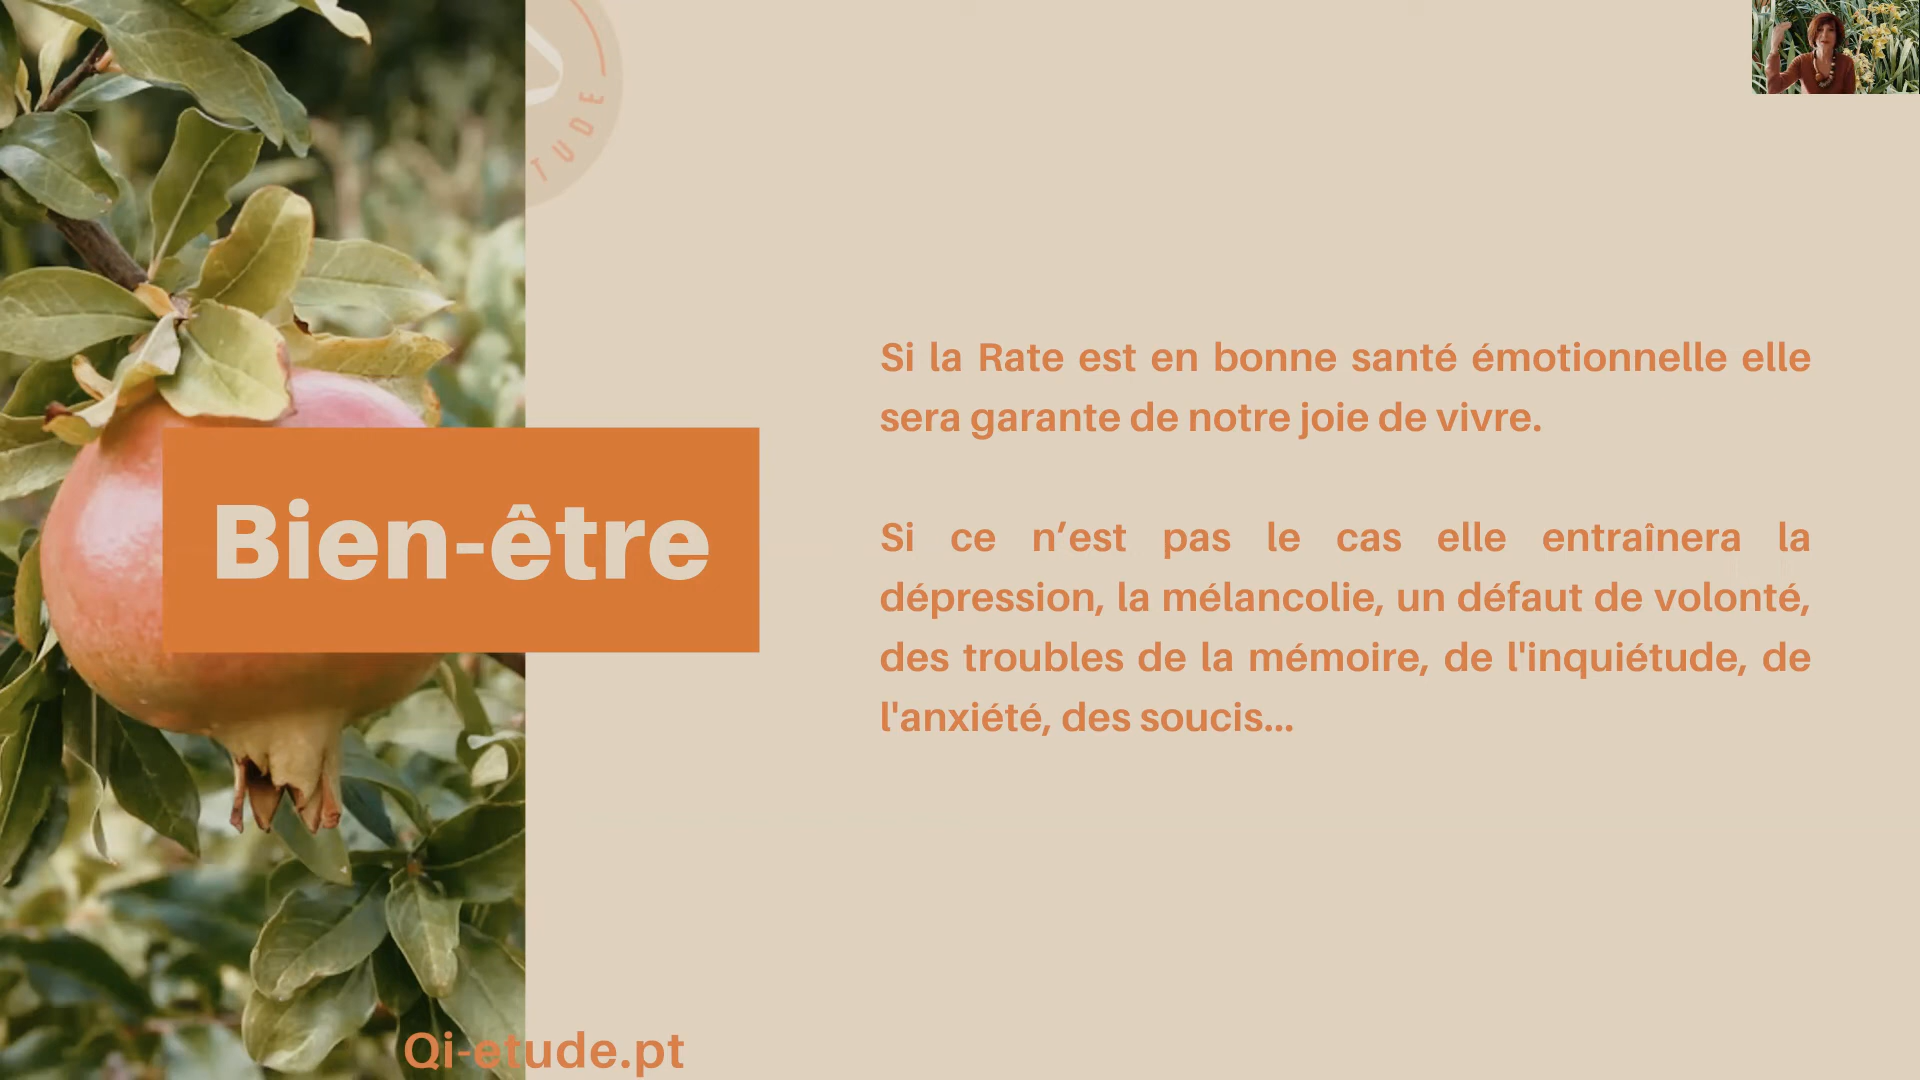 TUDE
Si la Rate est en bonne santé émotionnelle elle
sera garante de notre joie de vivre.
Bien-être
Si ce n’est pas le cas elle entraînera la
dépression, la mélancolie, un défaut de volonté,
des troubles de la mémoire, de l'inquiétude, de
l'anxiété, des soucis...
Qi-etude.pt